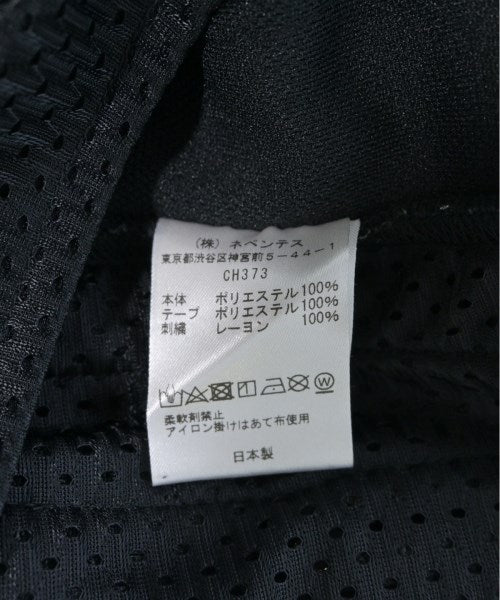 (株) ネペンテス
東京都渋谷区神宮前5-44-1
CH373
本体 ポリエステル100%
テープ ポリエステル100%
刺繍 レーヨン 100%
柔軟剤禁止
アイロン掛けはあて布使用
日本製